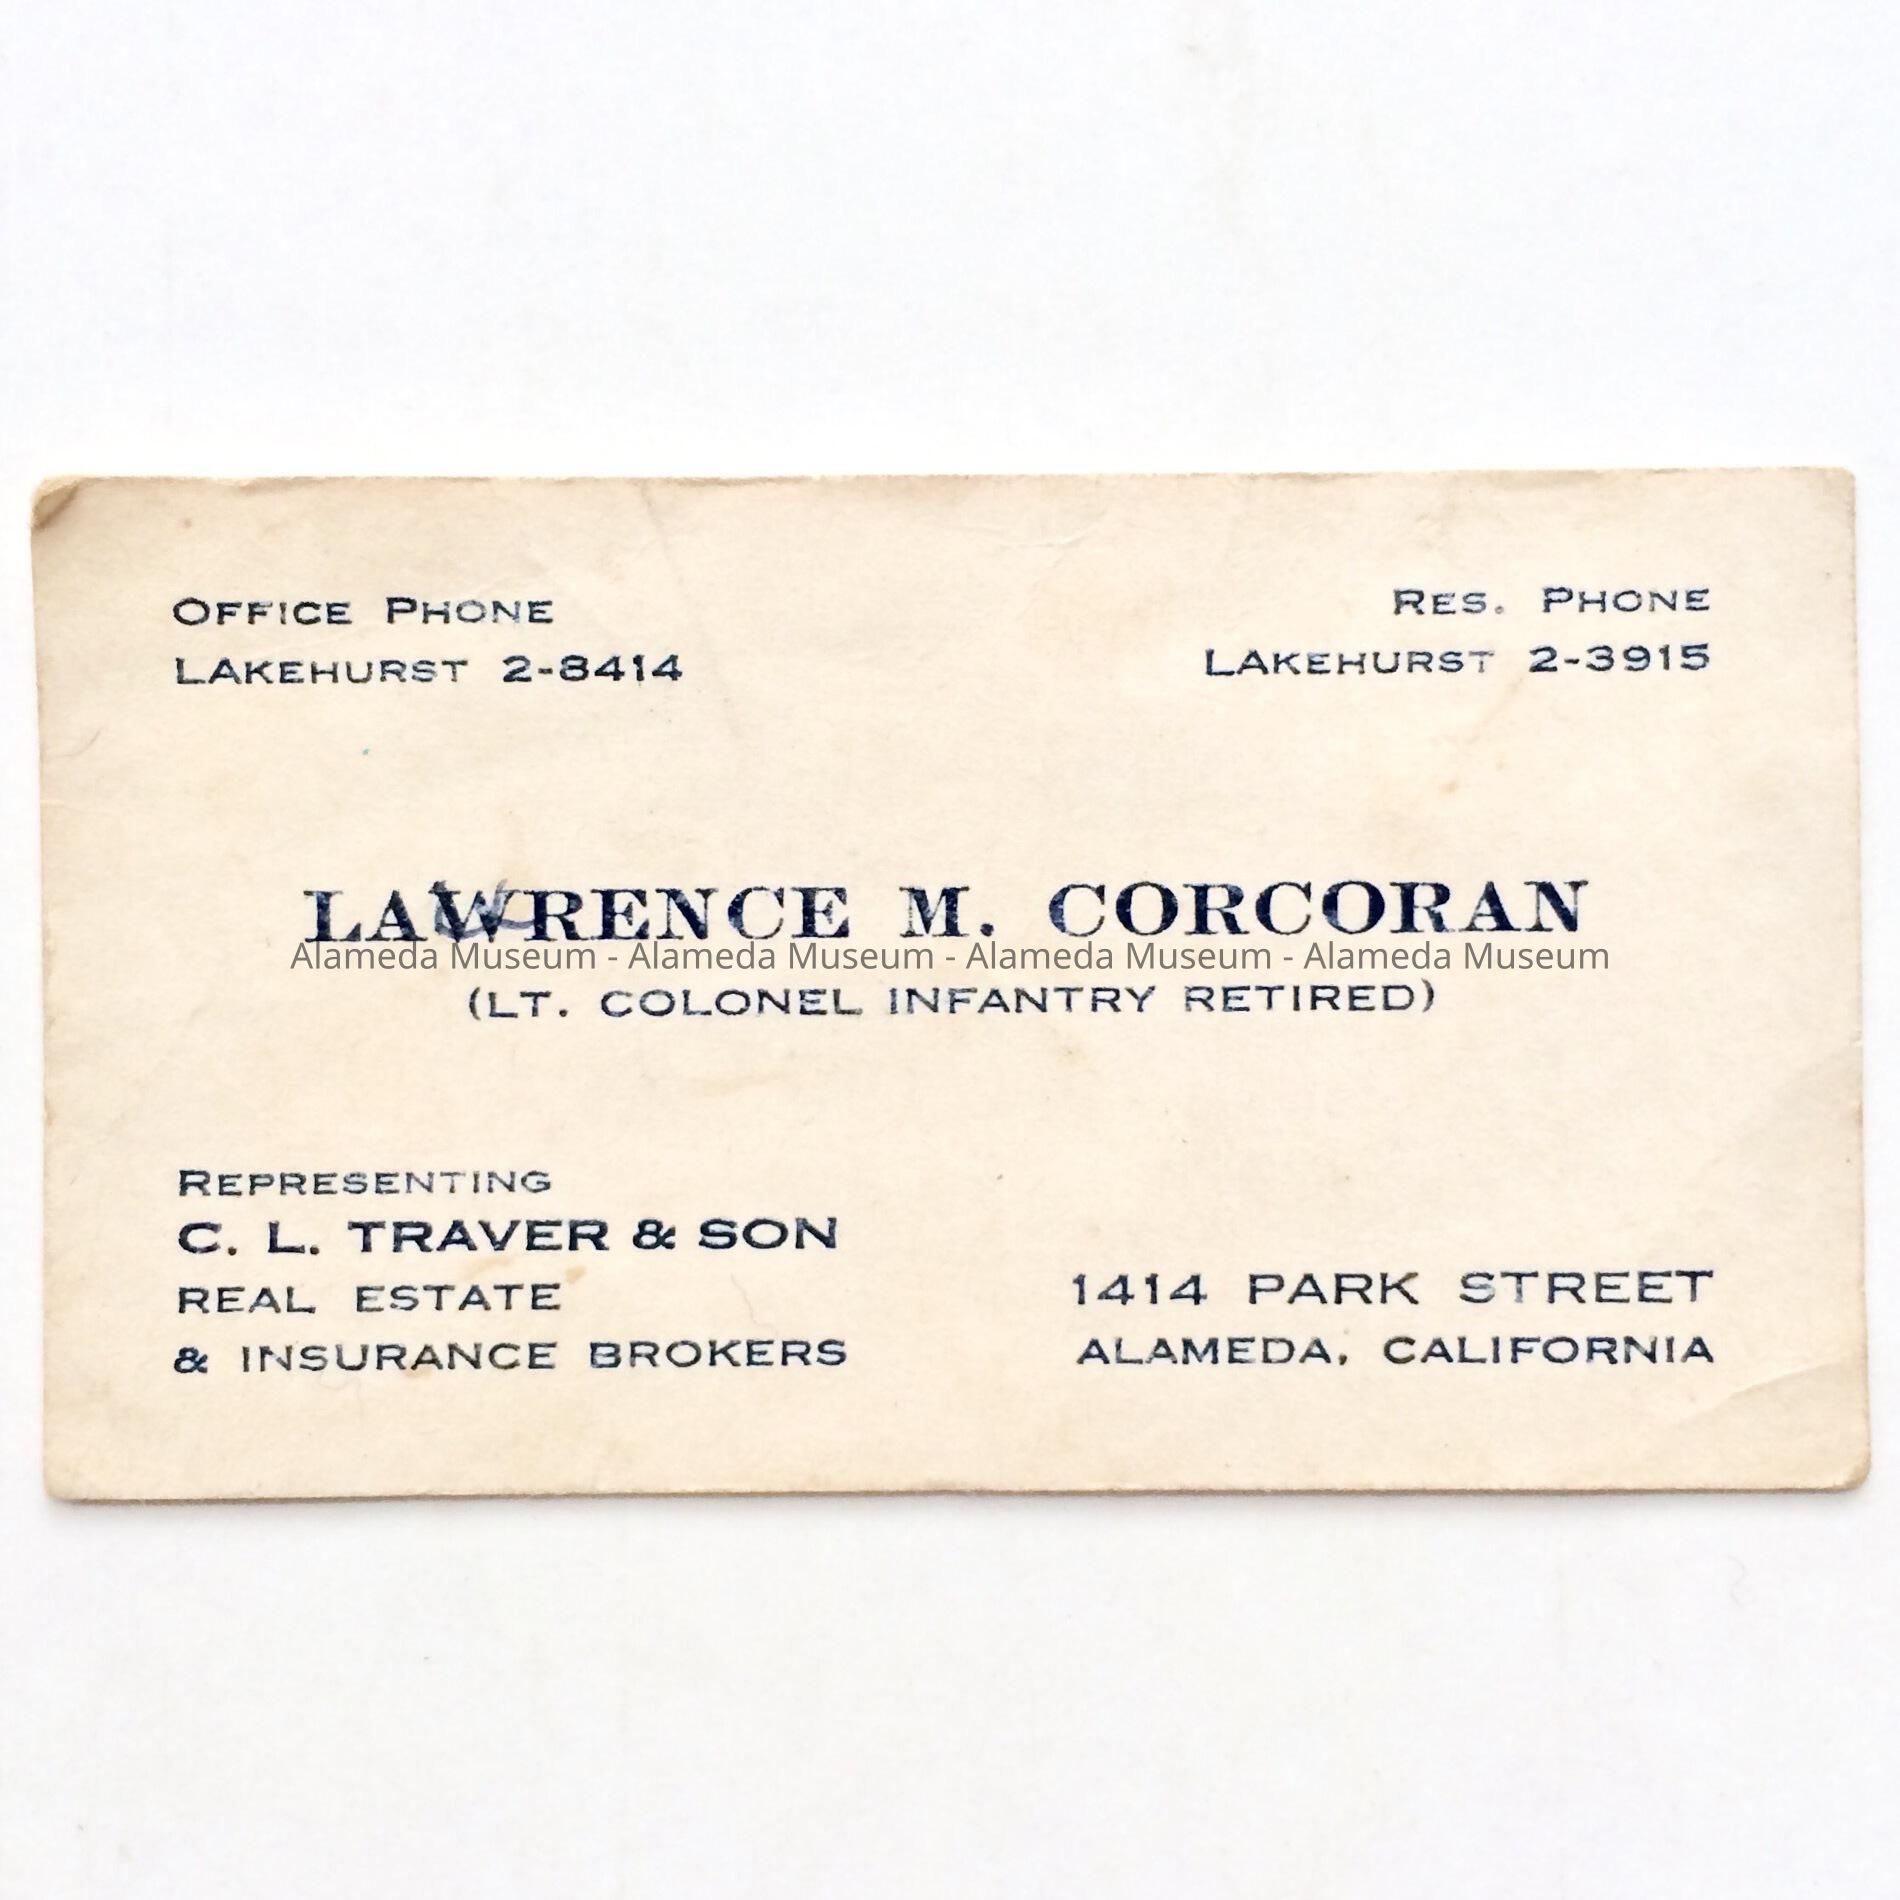 OFFICE PHONE
LAKEHURST 2-8414
RES. PHONE
LAKEHURST 2-3915
LAWRENCE M. CORCORAN
Alameda Museum - Alameda Museum - Alameda Museum - Alameda Museum
(LT. COLONEL INFANTRY RETIRED)
REPRESENTING
C. L. TRAVER & SON
REAL ESTATE
& INSURANCE BROKERS
1414 PARK STREET
ALAMEDA, CALIFORNIA